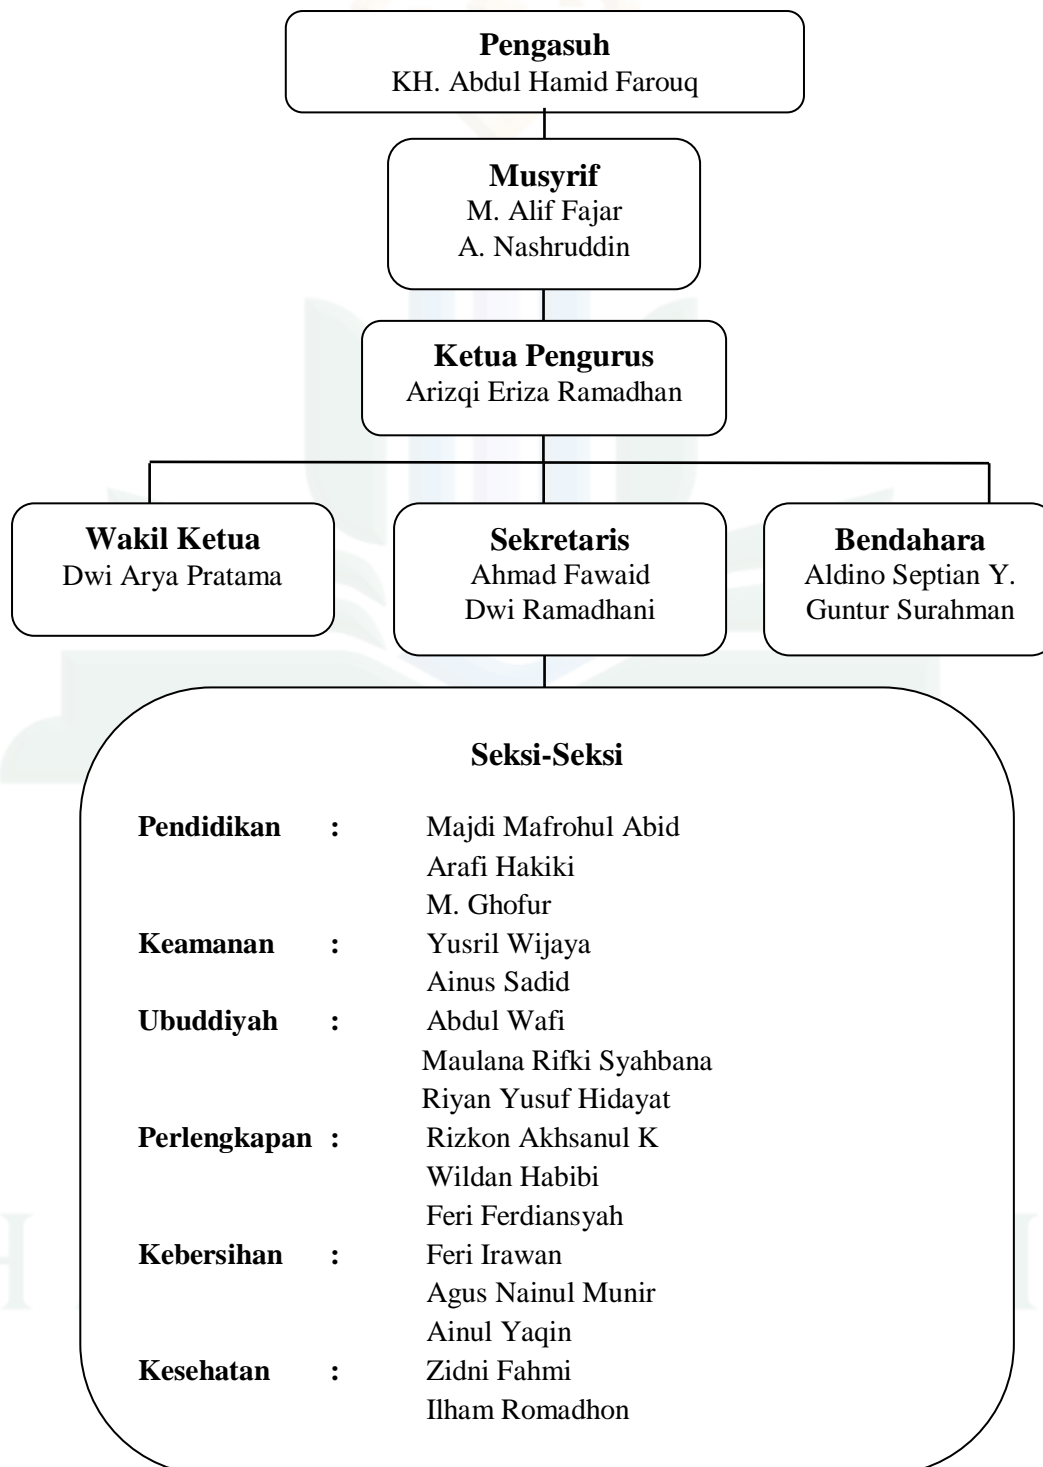 Pengasuh
KH. Abdul Hamid Farouq
Musyrif
M. Alif Fajar
A. Nashruddin
Ketua Pengurus
Arizqi Eriza Ramadhan
Wakil Ketua
Dwi Arya Pratama
Sekretaris
Ahmad Fawaid
Dwi Ramadhani
Bendahara
Aldino Septian Y.
Guntur Surahman
Seksi-Seksi
Pendidikan : Majdi Mafrohul Abid
Arafi Hakiki
M. Ghofur
Keamanan : Yusril Wijaya
Ainus Sadid
Ubuddiyah : Abdul Wafi
Maulana Rifki Syahbana
Riyan Yusuf Hidayat
Perlengkapan : Rizkon Akhsanul K
Wildan Habibi
Feri Ferdiansyah
Kebersihan : Feri Irawan
Agus Nainul Munir
Ainul Yaqin
Kesehatan : Zidni Fahmi
Ilham Romadhon